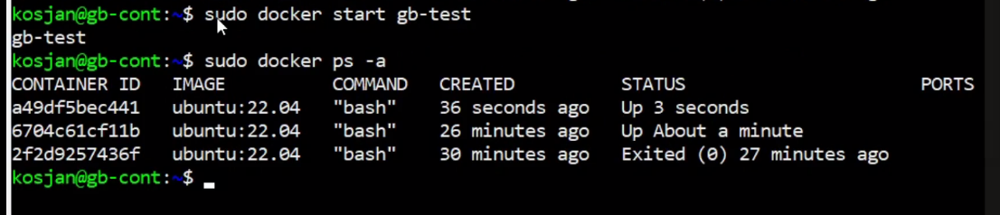 kosjan@gb-cont:~$ sudo docker start gb-test
gb-test
kosjan@gb-cont:~$ sudo docker ps -a
CONTAINER ID   IMAGE          COMMAND   CREATED          STATUS                      PORTS
a49df5bec441   ubuntu:22.04   "bash"    36 seconds ago   Up 3 seconds
6704c61cf11b   ubuntu:22.04   "bash"    26 minutes ago   Up About a minute
2f2d9257436f   ubuntu:22.04   "bash"    30 minutes ago   Exited (0) 27 minutes ago
kosjan@gb-cont:~$